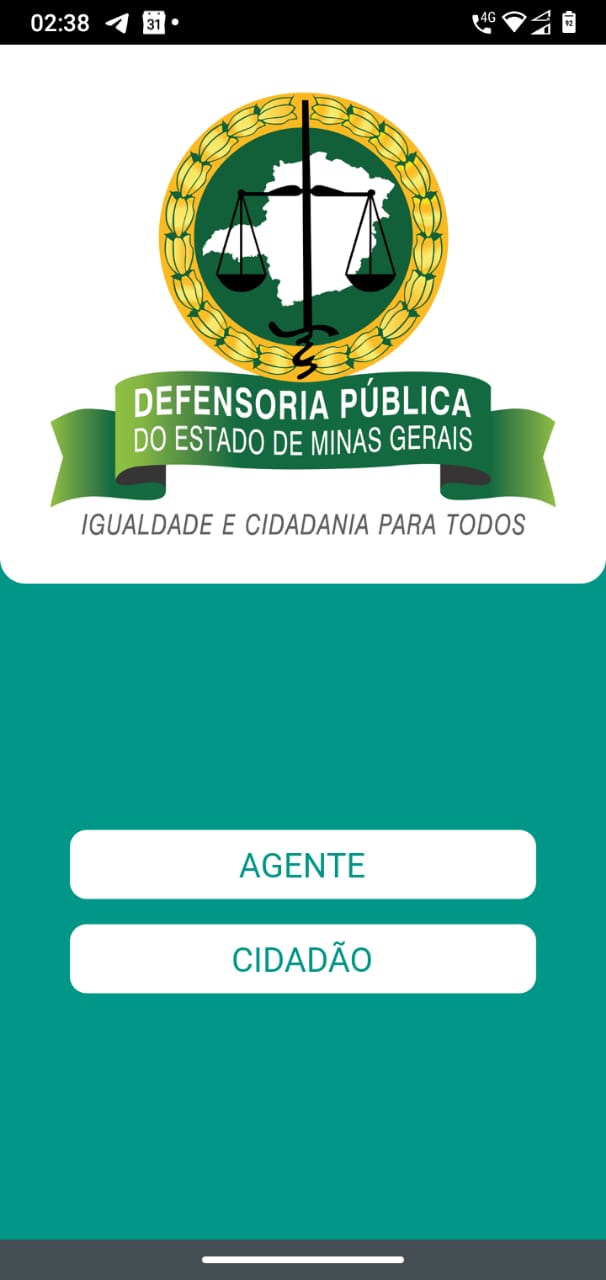 02:38
31
4G
92
DEFENSORIA PÚBLICA
DO ESTADO DE MINAS GERAIS
IGUALDADE E CIDADANIA PARA TODOS
AGENTE
CIDADÃO